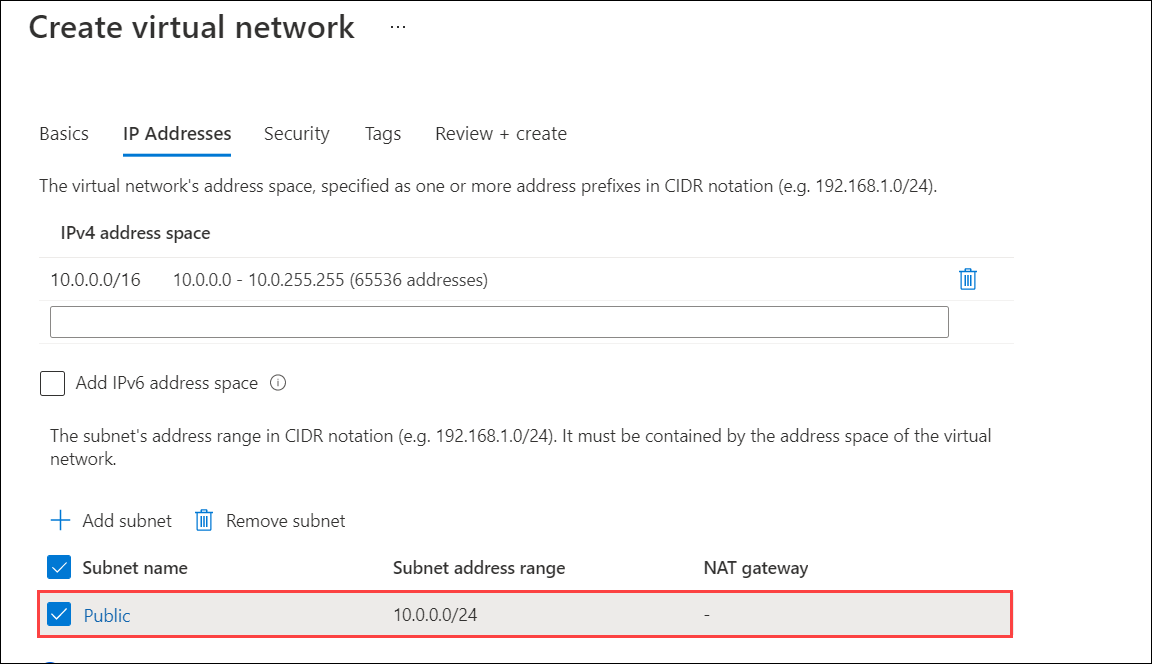 Create virtual network ...
Basics IP Addresses Security Tags Review + create
The virtual network's address space, specified as one or more address prefixes in CIDR notation (e.g. 192.168.1.0/24).
IPv4 address space
10.0.0.0/16 10.0.0.0 - 10.0.255.255 (65536 addresses)
Add IPv6 address space
The subnet's address range in CIDR notation (e.g. 192.168.1.0/24). It must be contained by the address space of the virtual
network.
Add subnet Remove subnet
Subnet name Subnet address range NAT gateway
Public 10.0.0.0/24 -